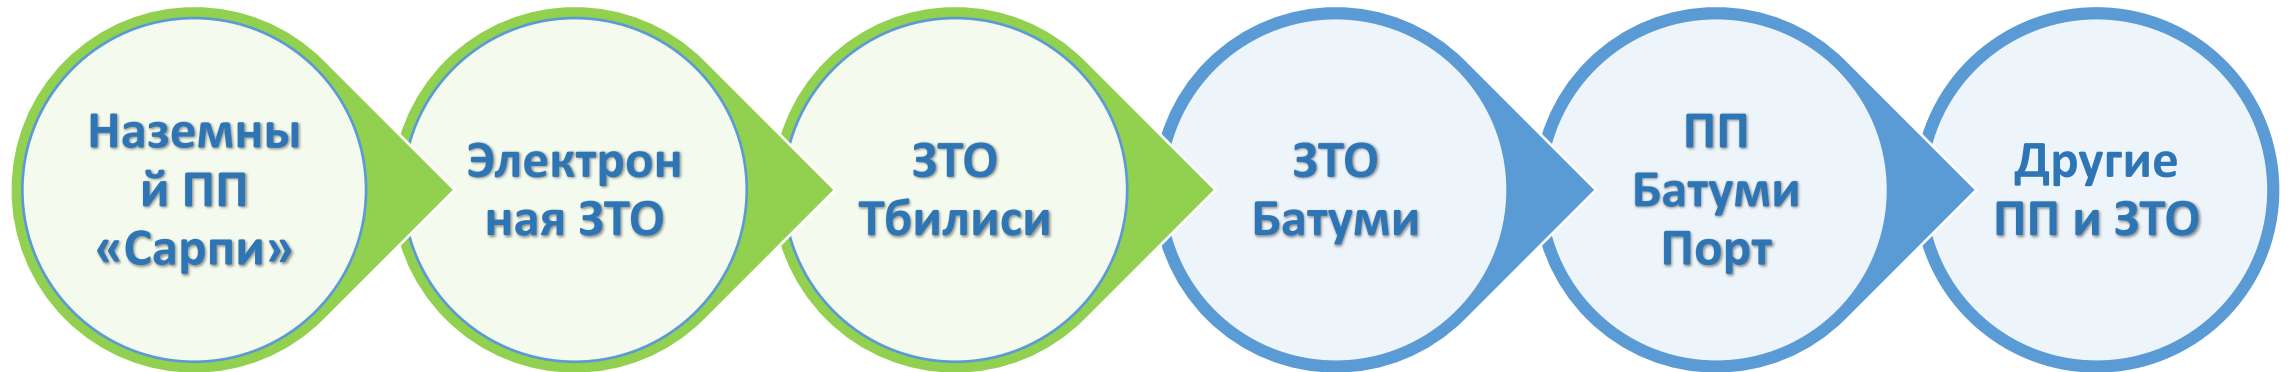 Наземны
й ПП
«Сарпи»
Электрон
ная ЗТО
ЗТО
Тбилиси
ЗТО
Батуми
ПП
Батуми
Порт
Другие
ПП и ЗТО